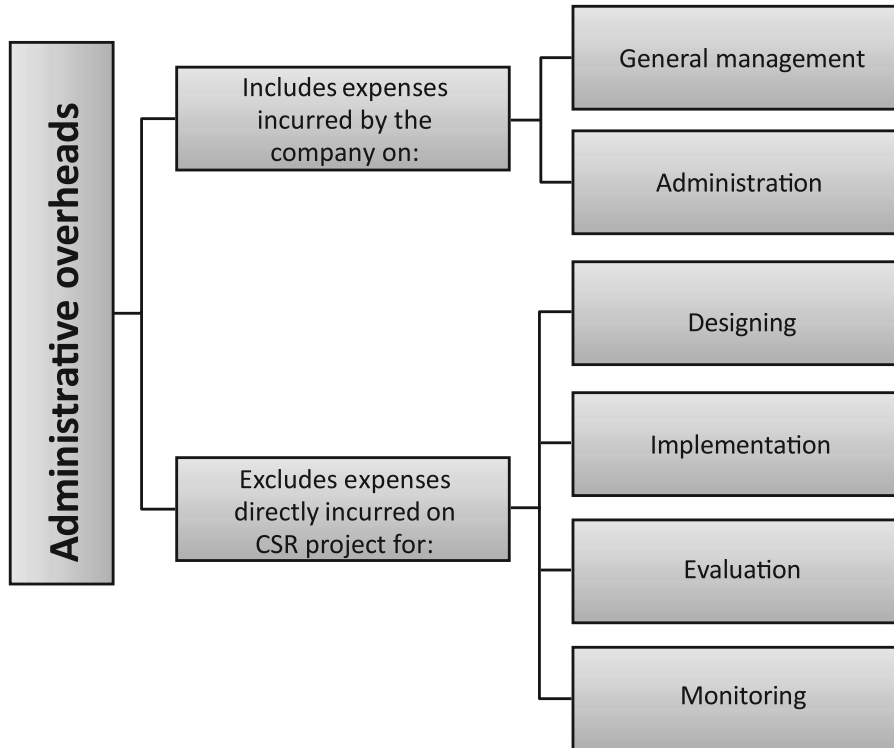 Administrative overheads
Includes expenses
incurred by the
company on:
General management
Administration
Excludes expenses
directly incurred on
CSR project for:
Designing
Implementation
Evaluation
Monitoring